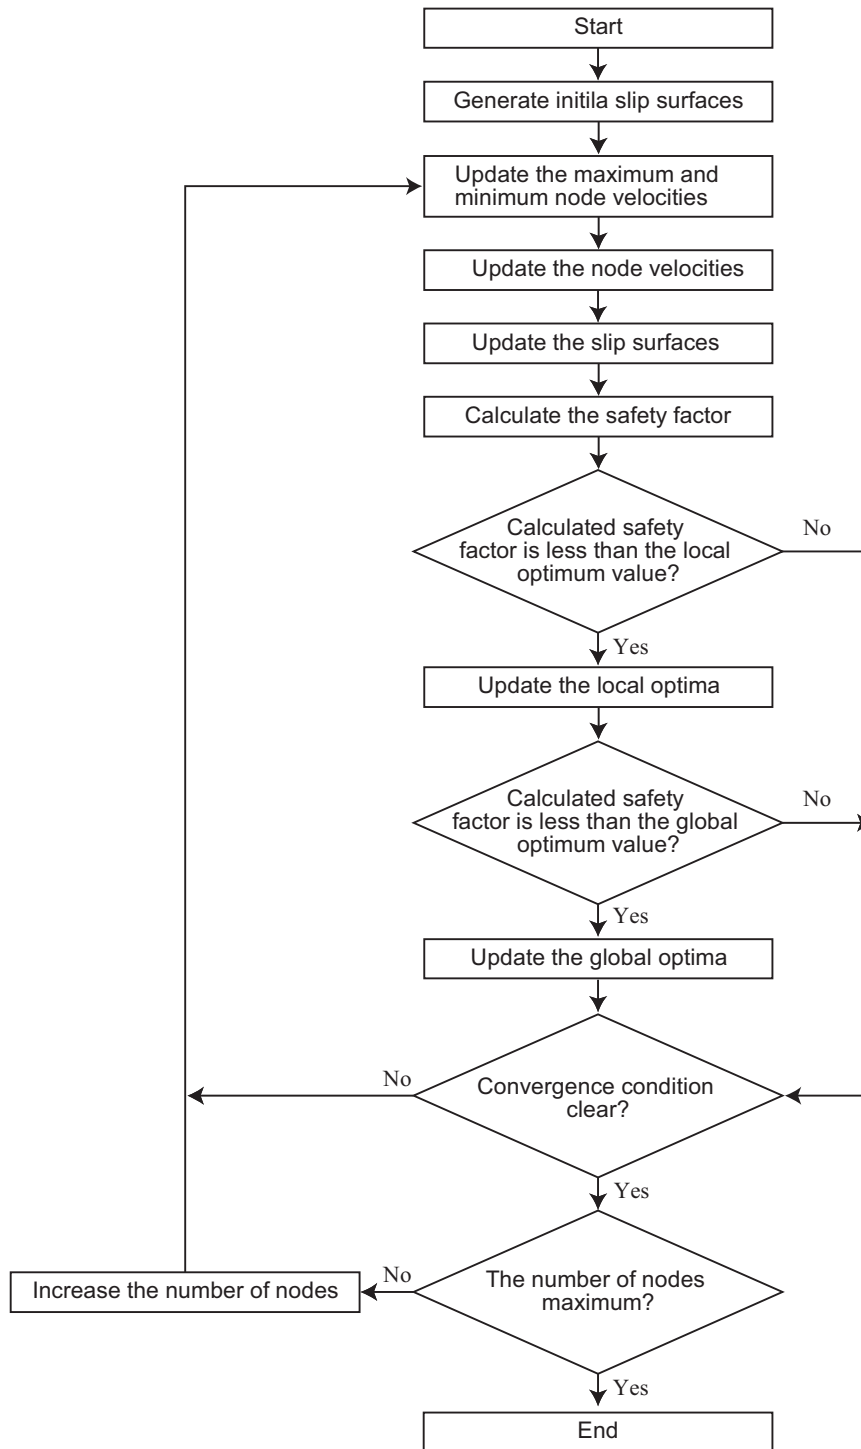 Start
Generate initila slip surfaces
Update the maximum and
minimum node velocities
Update the node velocities
Update the slip surfaces
Calculate the safety factor
Calculated safety
factor is less than the local
optimum value?
No
Yes
Update the local optima
Calculated safety
factor is less than the global
optimum value?
No
Yes
Update the global optima
Convergence condition
clear?
No
Yes
The number of nodes
maximum?
No
Increase the number of nodes
Yes
End